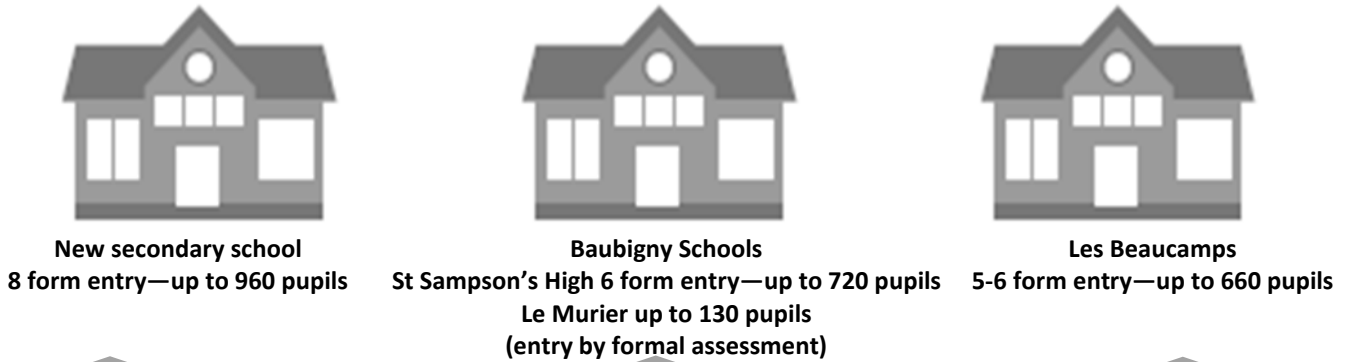 New secondary school
8 form entry—up to 960 pupils
Baubigny Schools
St Sampson’s High 6 form entry—up to 720 pupils
Le Murier up to 130 pupils
(entry by formal assessment)
Les Beaucamps
5-6 form entry—up to 660 pupils